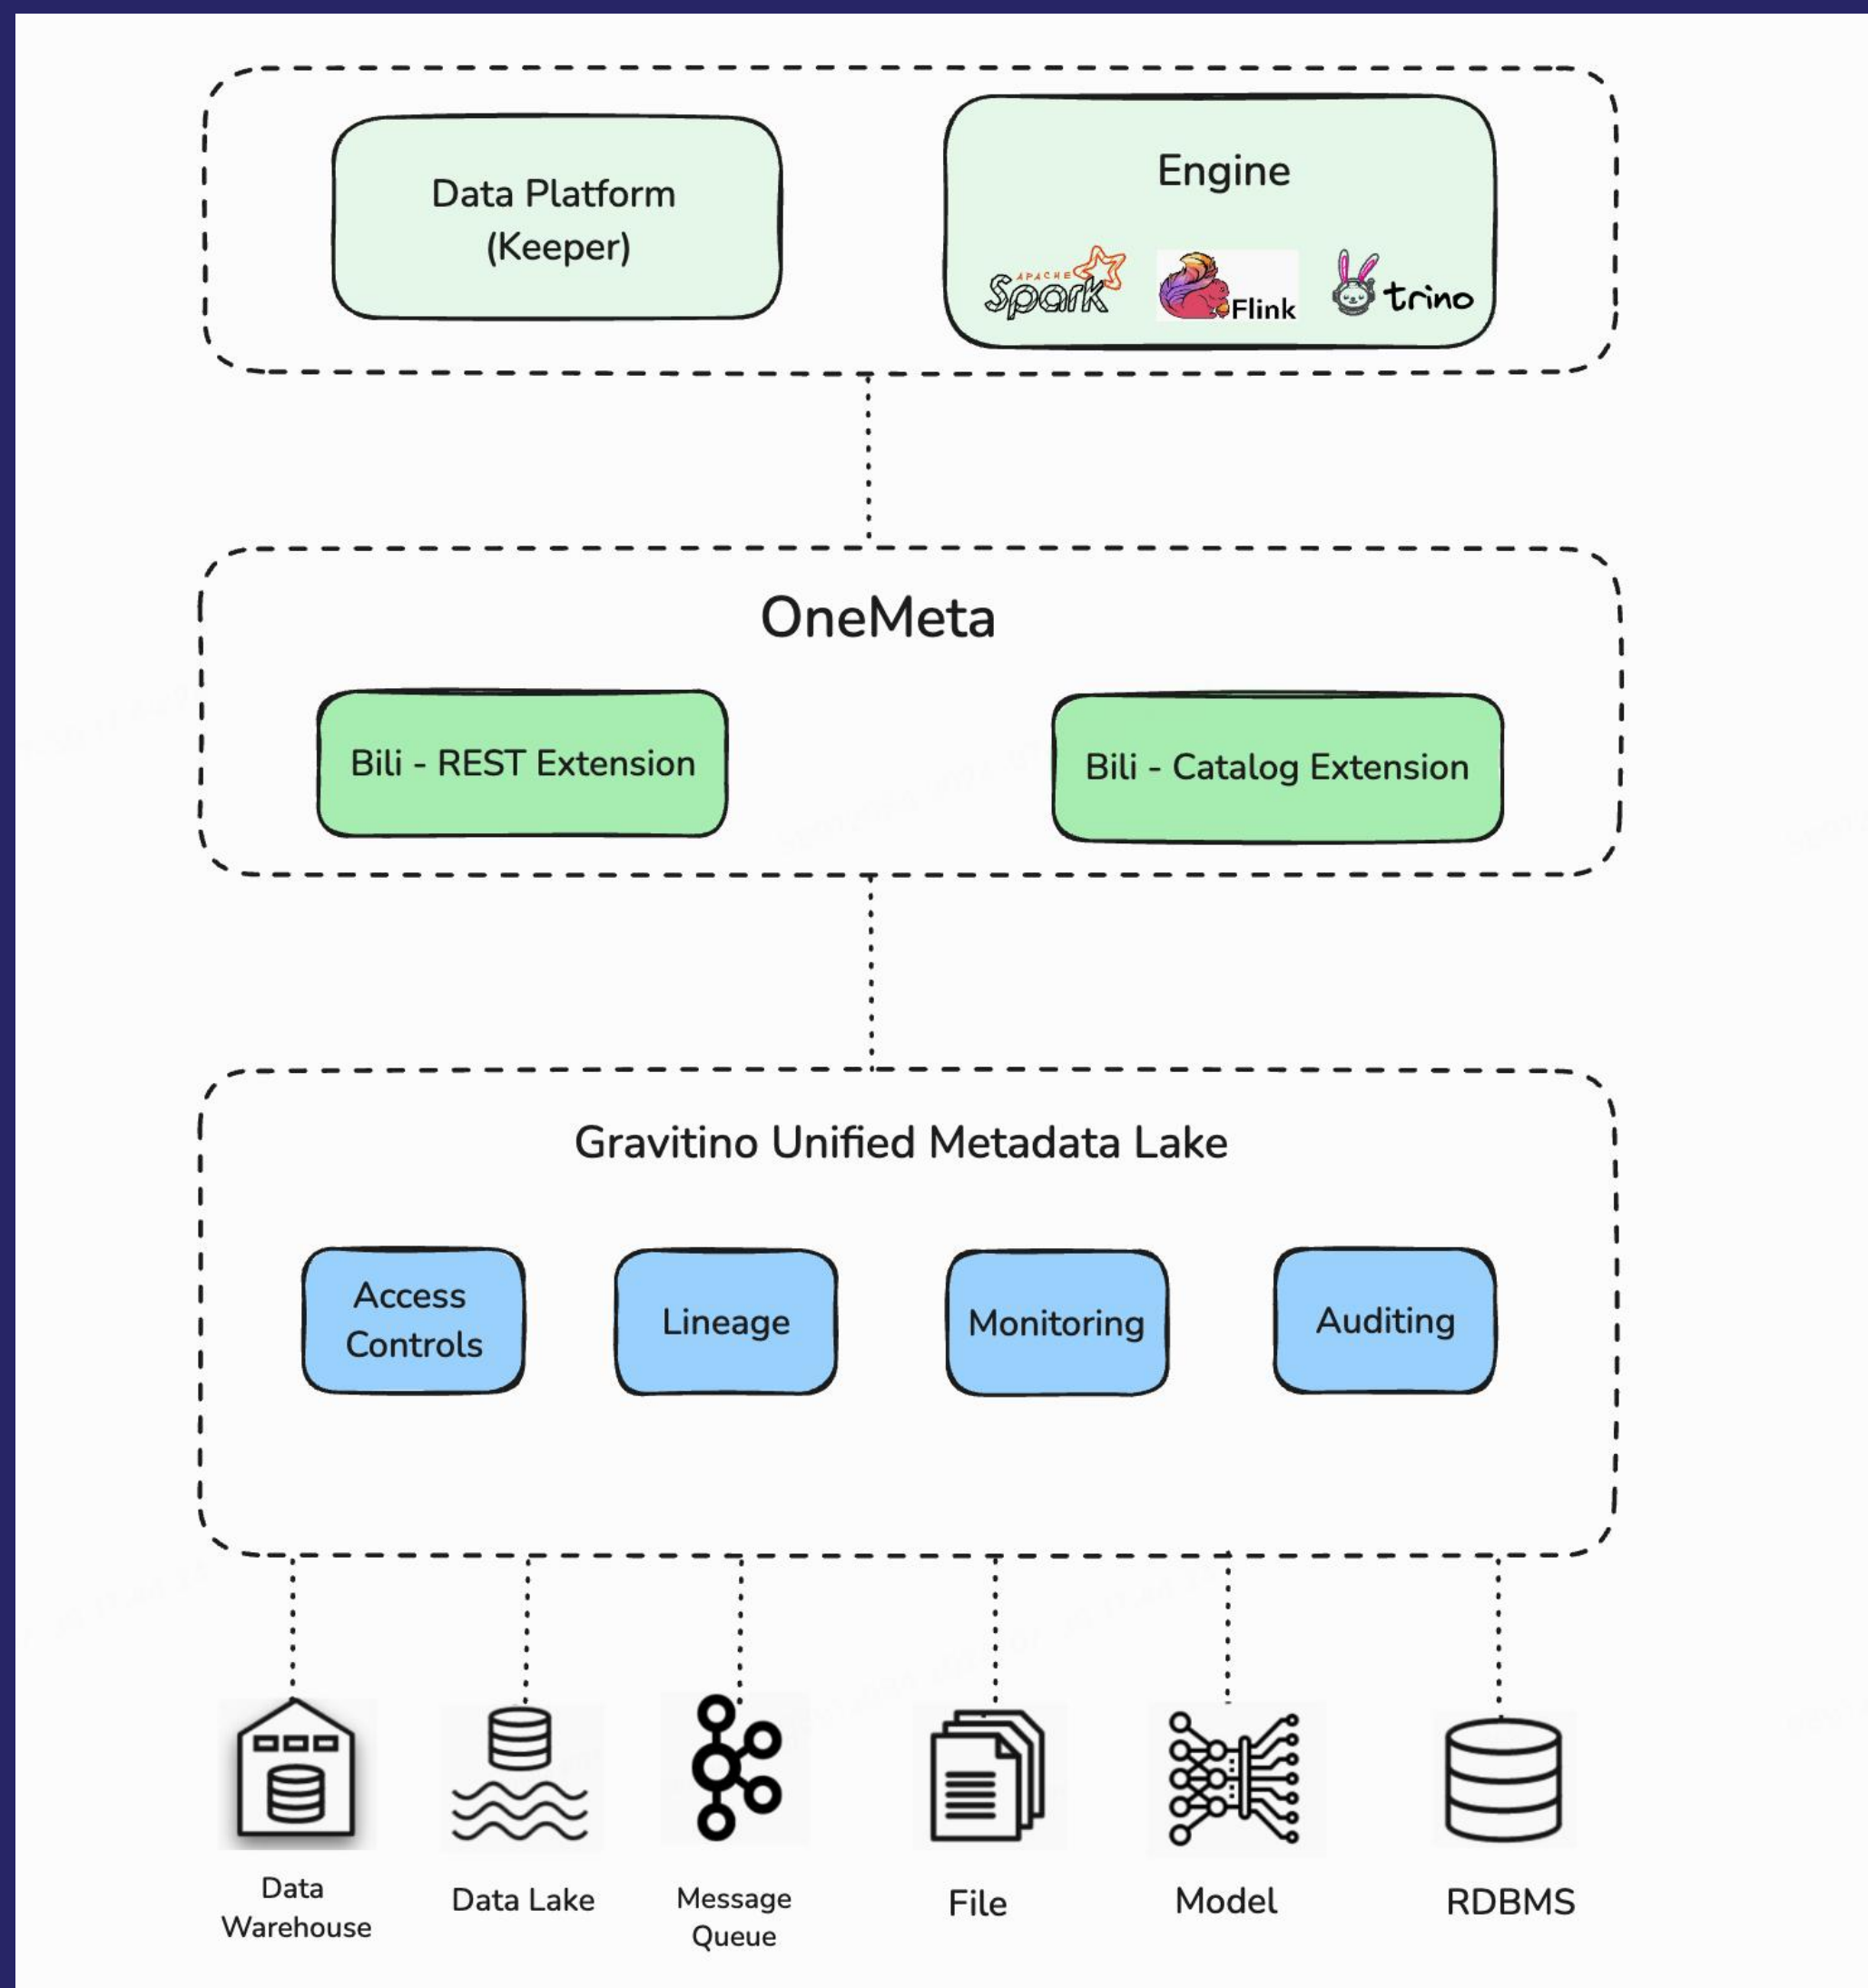 Data Platform
(Keeper)
Engine
APACHE
Spark
Flink
trino
OneMeta
Bili - REST Extension
Bili - Catalog Extension
Gravitino Unified Metadata Lake
Access
Controls
Lineage
Monitoring
Auditing
Data
Warehouse
Data Lake
Message
Queue
File
Model
RDBMS